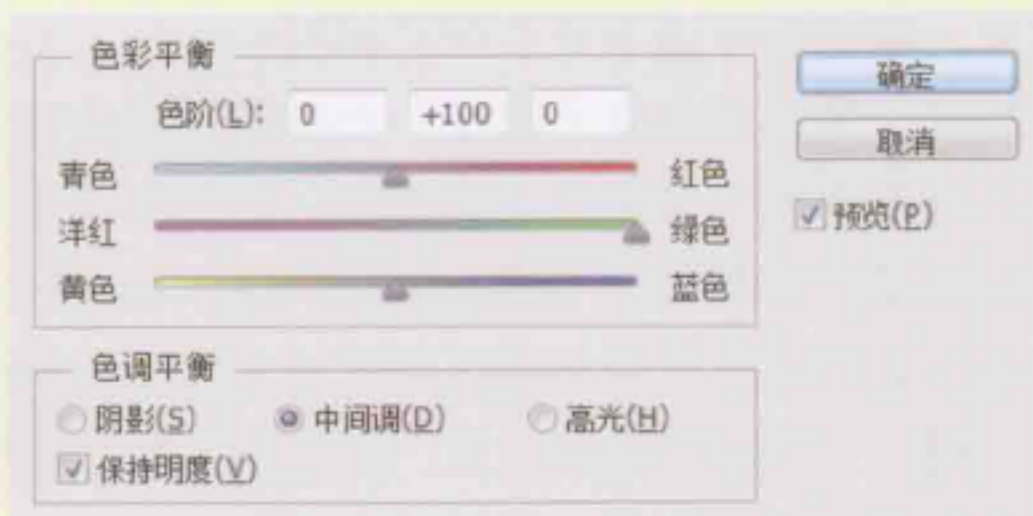 色彩平衡
色阶(L): 0 +100 0
青色 红色
洋红 绿色
黄色 蓝色
色调平衡
阴影(S) 中间调(D) 高光(H)
保持明度(V)
确定
取消
预览(P)